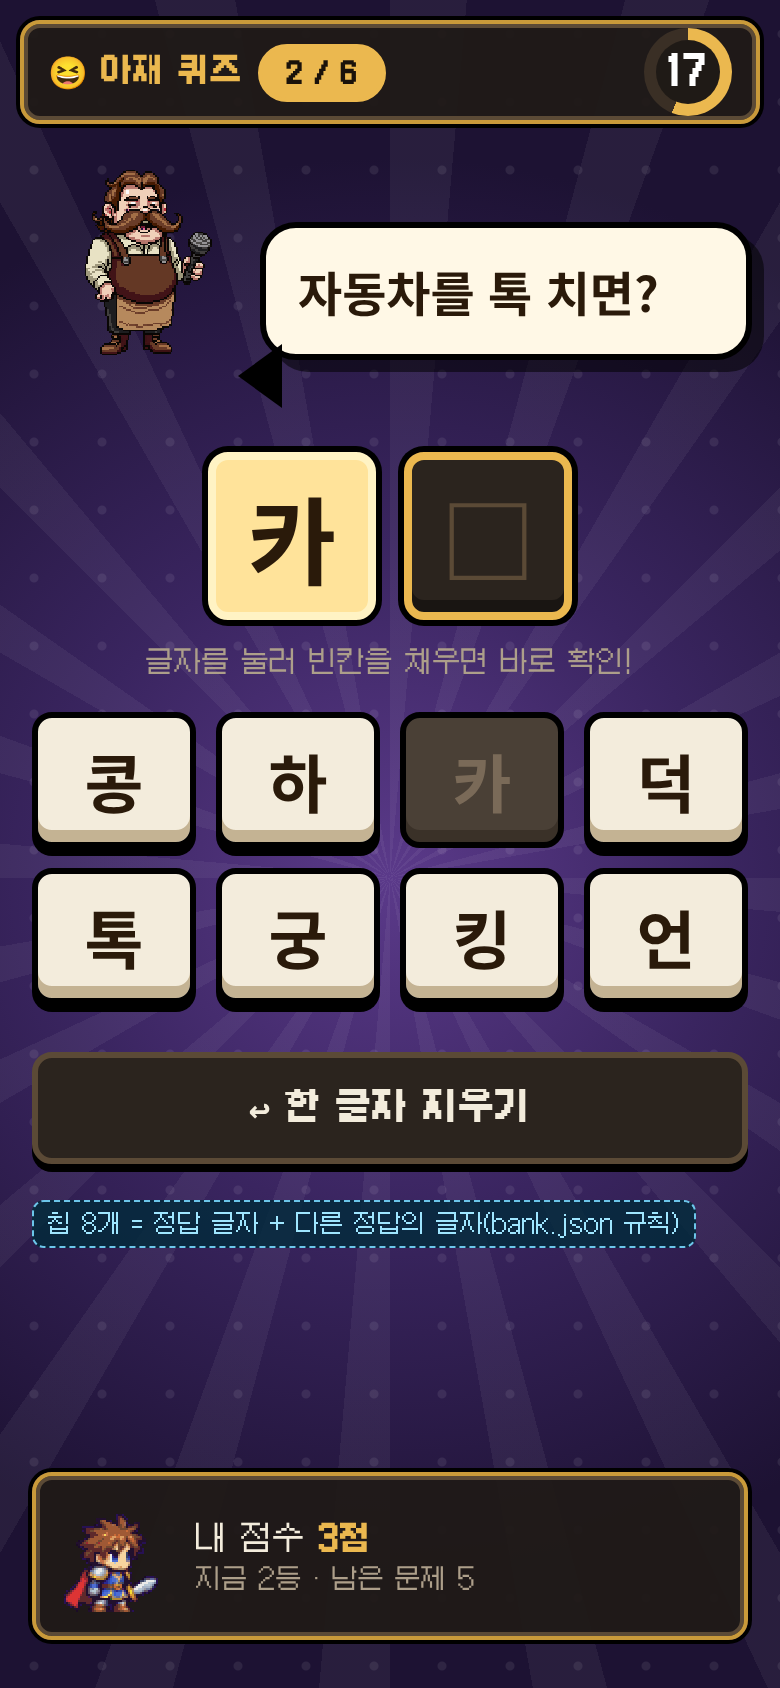 😆 아재 퀴즈 2 / 6 17
자동차를 톡 치면?
카 □
글자를 눌러 빈칸을 채우면 바로 확인!
콩 하 카 덕
톡 궁 킹 언
↩ 한 글자 지우기
칩 8개 = 정답 글자 + 다른 정답의 글자(bank.json 규칙)
내 점수 3점
지금 2등 · 남은 문제 5